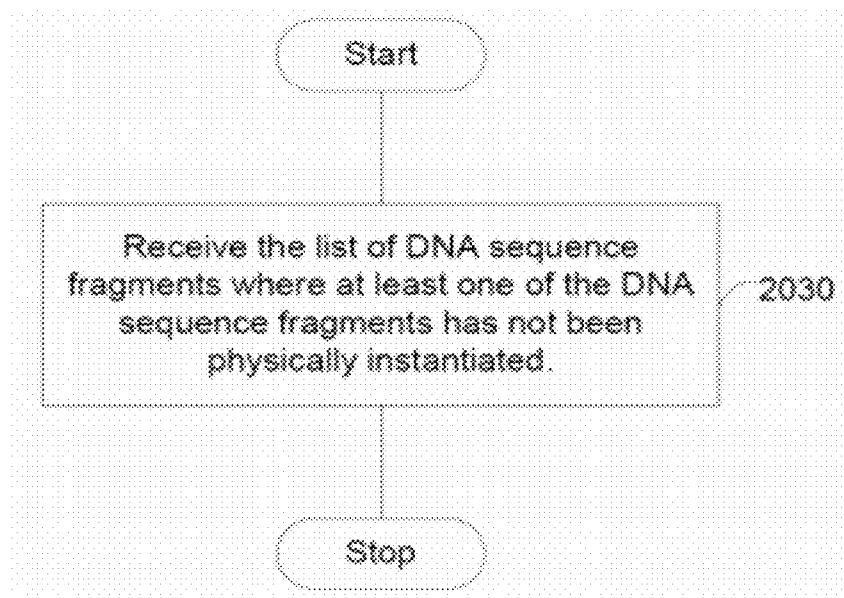 Start
Receive the list of DNA sequence
fragments where at least one of the DNA
sequence fragments has not been
physically instantiated.
2030
Stop